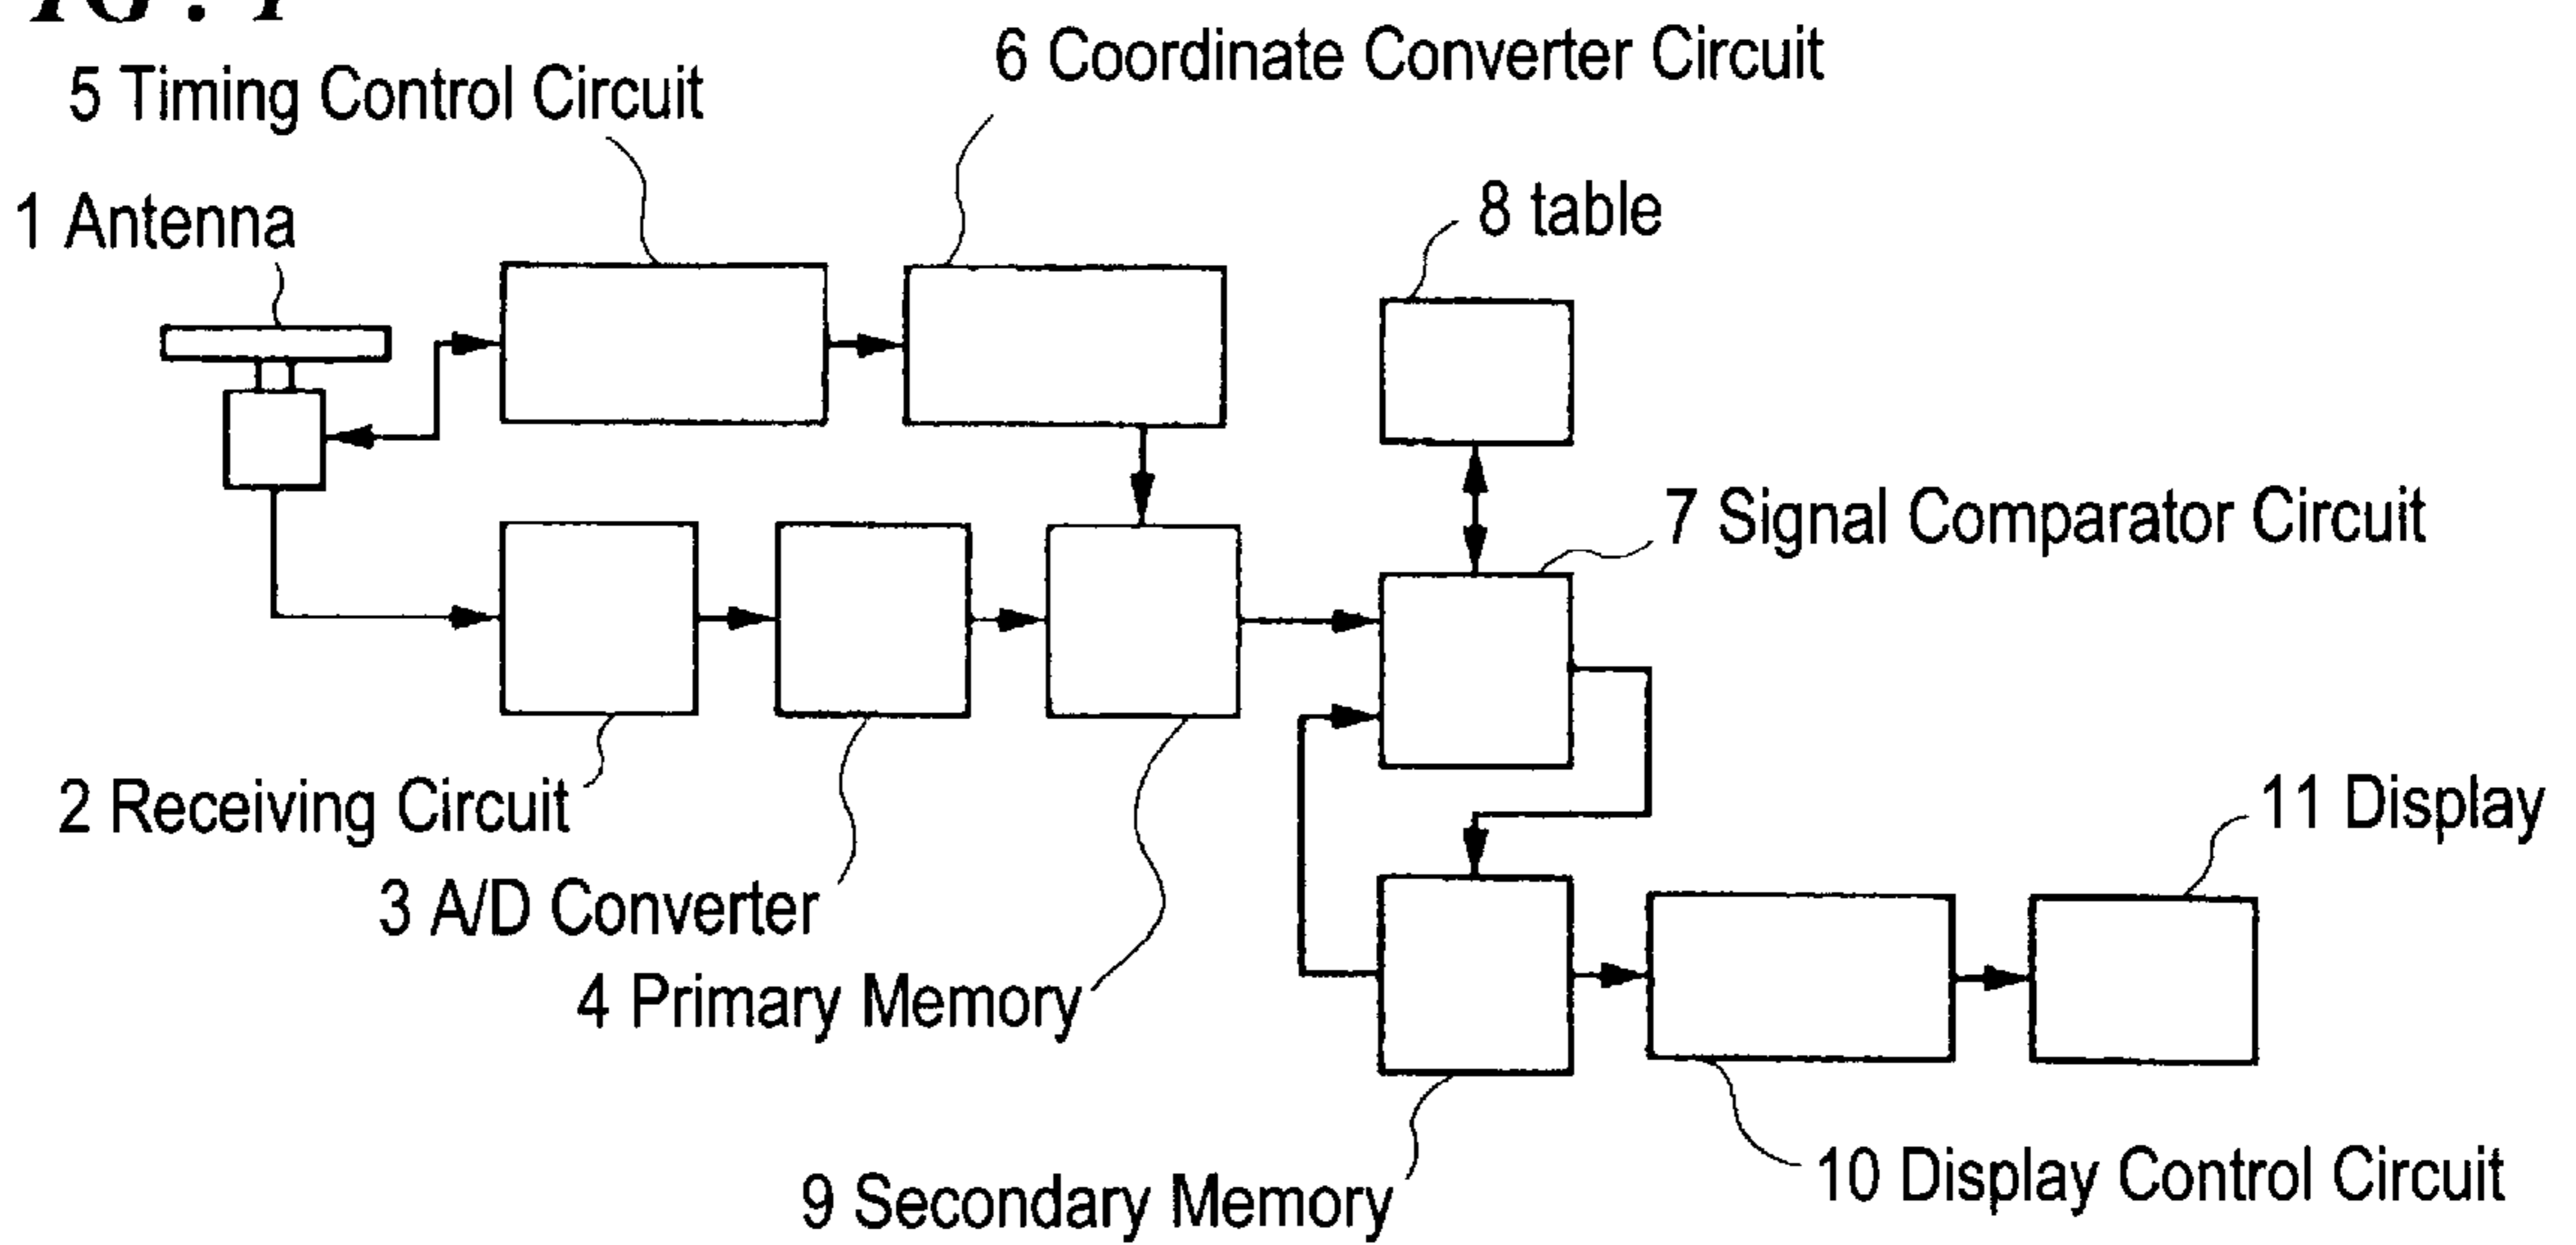 6 Coordinate Converter Circuit
5 Timing Control Circuit
1 Antenna
8 table
7 Signal Comparator Circuit
2 Receiving Circuit
11 Display
3 A/D Converter
4 Primary Memory
10 Display Control Circuit
9 Secondary Memory